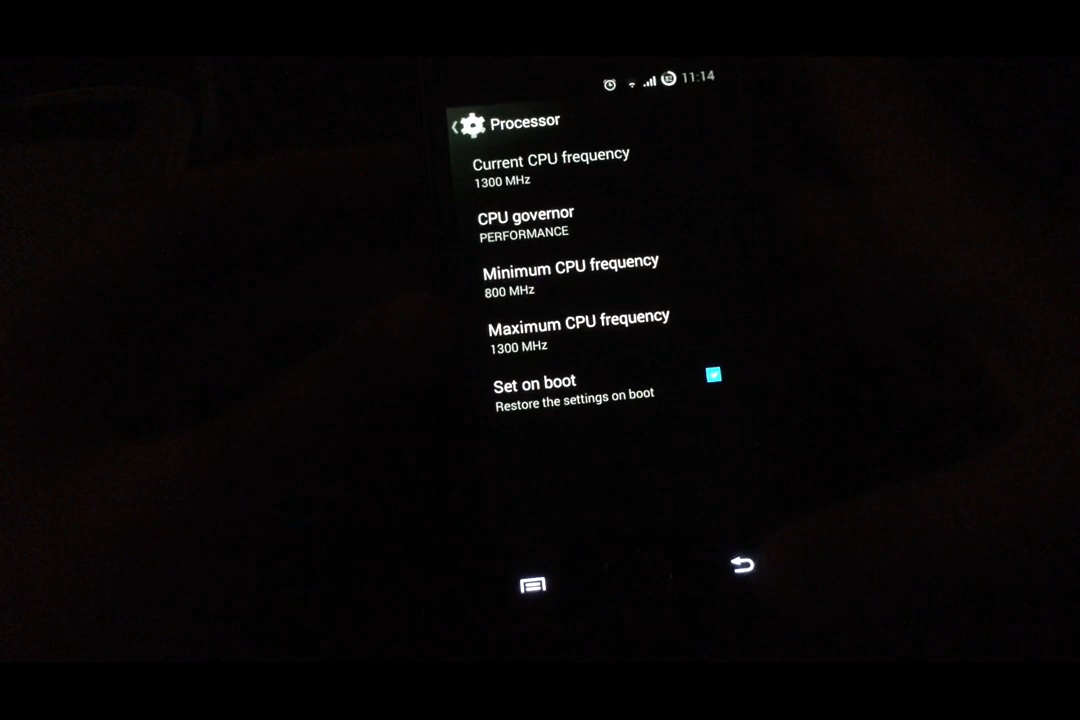 11:14
Processor
Current CPU frequency
1300 MHz
CPU governor
PERFORMANCE
Minimum CPU frequency
800 MHz
Maximum CPU frequency
1300 MHz
Set on boot
Restore the settings on boot